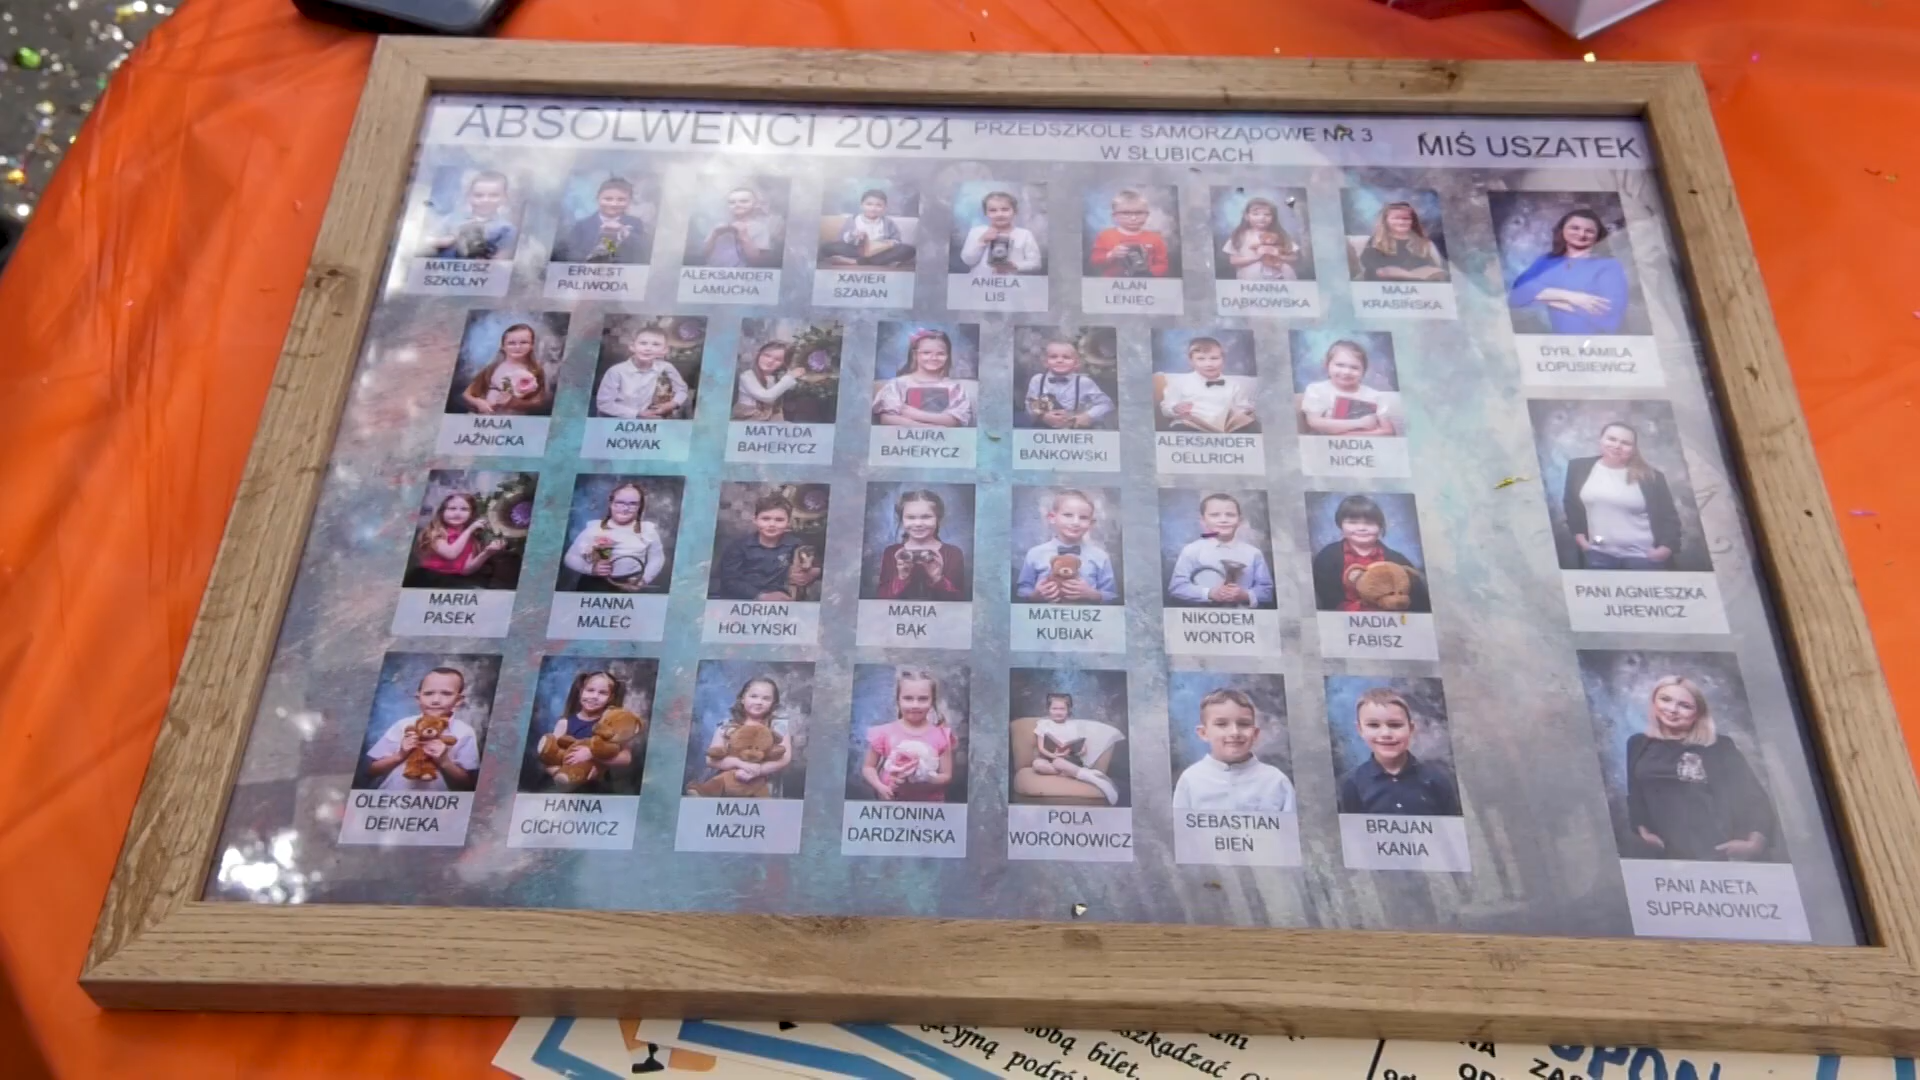 ABSOLWENCI 2024
PRZEDSZKOLE SAMORZĄDOWE NR 3
W SŁUBICACH
MIŚ USZATEK
MATEUSZ
SZKOLNY
ERNEST
PALIWODA
ALEKSANDER
LAMUCHA
XAVIER
SZABAN
ANIELA
LIS
ALAN
LENIEC
HANNA
DĄBKOWSKA
MAJA
KRASIŃSKA
DYR. KAMILA
ŁOPUSIEWICZ
MAJA
JAŹNICKA
ADAM
NOWAK
MATYLDA
BAHERYCZ
LAURA
BAHERYCZ
OLIWIER
BAŃKOWSKI
ALEKSANDER
OELLRICH
NADIA
NICKE
PANI AGNIESZKA
JUREWICZ
MARIA
PASEK
HANNA
MALEC
ADRIAN
HOŁYNSKI
MARIA
BĄK
MATEUSZ
KUBIAK
NIKODEM
WONTOR
NADIA
FABISZ
OLEKSANDR
DEINEKA
HANNA
CICHOWICZ
MAJA
MAZUR
ANTONINA
DARDZIŃSKA
POLA
WORONOWICZ
SEBASTIAN
BIEŃ
BRAJAN
KANIA
PANI ANETA
SUPRANOWICZ
bilet.